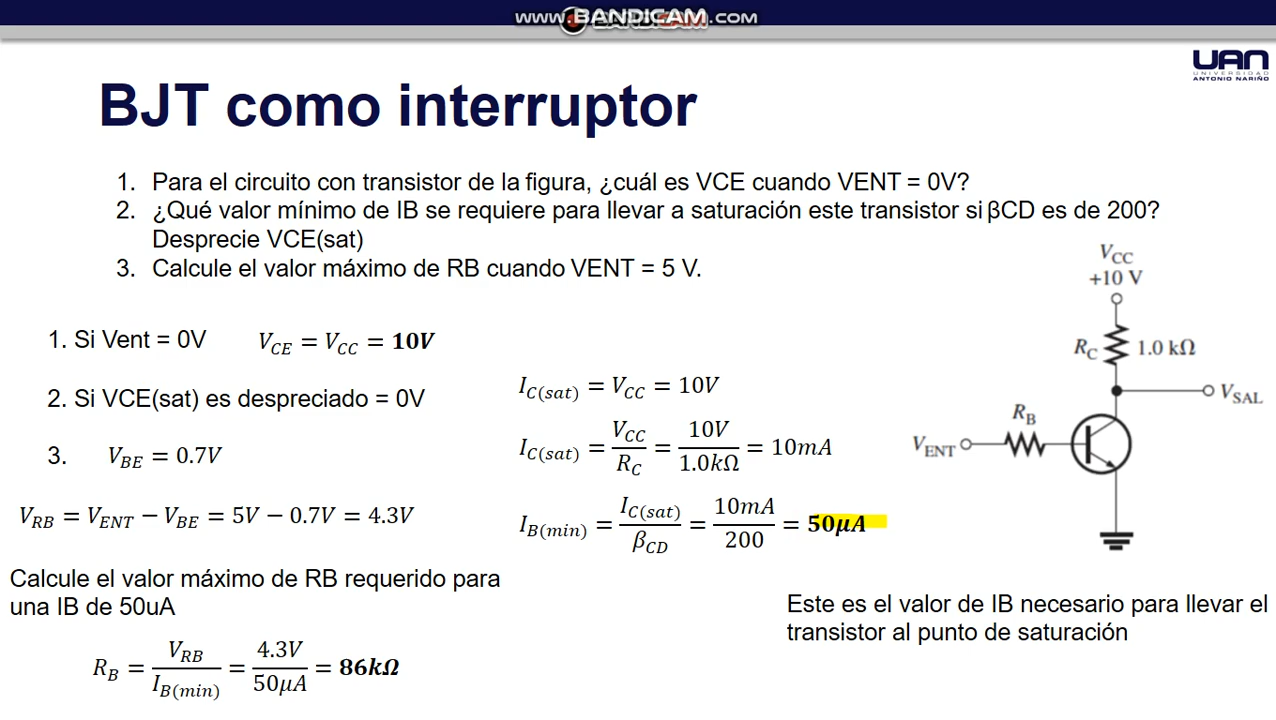 www.BANDICAM.COM
UAN
UNIVERSIDAD
ANTONIO NARIÑO
BJT como interruptor
1. Para el circuito con transistor de la figura, ¿cuál es VCE cuando VENT = 0V?
2. ¿Qué valor mínimo de IB se requiere para llevar a saturación este transistor si βCD es de 200?
Desprecie VCE(sat)
3. Calcule el valor máximo de RB cuando VENT = 5 V.
1. Si Vent = 0V V_CE = V_CC = 10V
2. Si VCE(sat) es despreciado = 0V
3. V_BE = 0.7V
V_RB = V_ENT − V_BE = 5V − 0.7V = 4.3V
Calcule el valor máximo de RB requerido para
una IB de 50uA
R_B = V_RB / I_B(min) = 4.3V / 50μA = 86kΩ
I_C(sat) = V_CC = 10V
I_C(sat) = V_CC / R_C = 10V / 1.0kΩ = 10mA
I_B(min) = I_C(sat) / β_CD = 10mA / 200 = 50μA
V_CC
+10 V
R_C 1.0 kΩ
V_SAL
R_B
V_ENT
Este es el valor de IB necesario para llevar el
transistor al punto de saturación